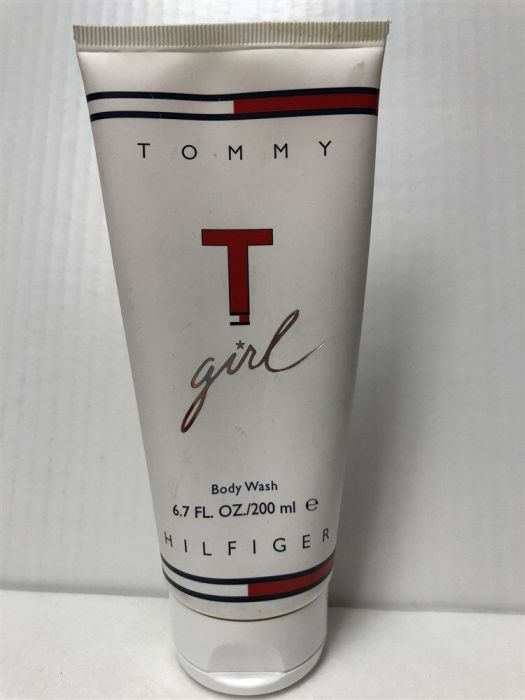 TOMMY
T
girl
Body Wash
6.7 FL. OZ./200 ml e
HILFIGER